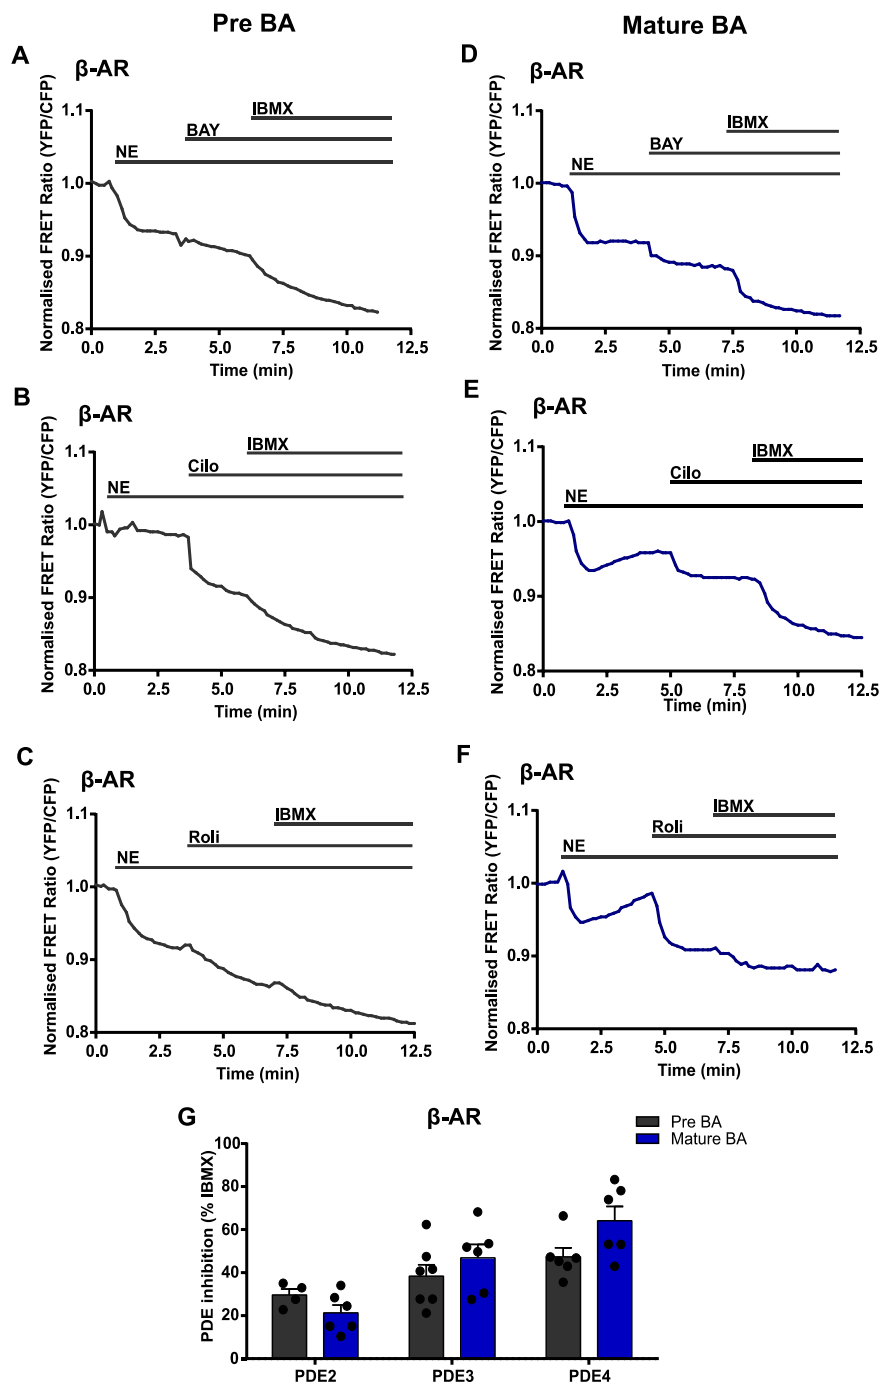 Pre BA
Mature BA
A
β-AR
Normalised FRET Ratio (YFP/CFP)
1.1
1.0
0.9
0.8
IBMX
BAY
NE
0.0 2.5 5.0 7.5 10.0 12.5
Time (min)
D
β-AR
Normalised FRET Ratio (YFP/CFP)
1.1
1.0
0.9
0.8
IBMX
BAY
NE
0.0 2.5 5.0 7.5 10.0 12.5
Time (min)
B
β-AR
Normalised FRET Ratio (YFP/CFP)
1.1
1.0
0.9
0.8
IBMX
Cilo
NE
0.0 2.5 5.0 7.5 10.0 12.5
Time (min)
E
β-AR
Normalised FRET Ratio (YFP/CFP)
1.1
1.0
0.9
0.8
IBMX
Cilo
NE
0.0 2.5 5.0 7.5 10.0 12.5
Time (min)
C
β-AR
Normalised FRET Ratio (YFP/CFP)
1.1
1.0
0.9
0.8
IBMX
Roli
NE
0.0 2.5 5.0 7.5 10.0 12.5
Time (min)
F
β-AR
Normalised FRET Ratio (YFP/CFP)
1.1
1.0
0.9
0.8
IBMX
Roli
NE
0.0 2.5 5.0 7.5 10.0 12.5
Time (min)
G
β-AR
Pre BA
Mature BA
PDE inhibition (% IBMX)
100
80
60
40
20
0
PDE2 PDE3 PDE4